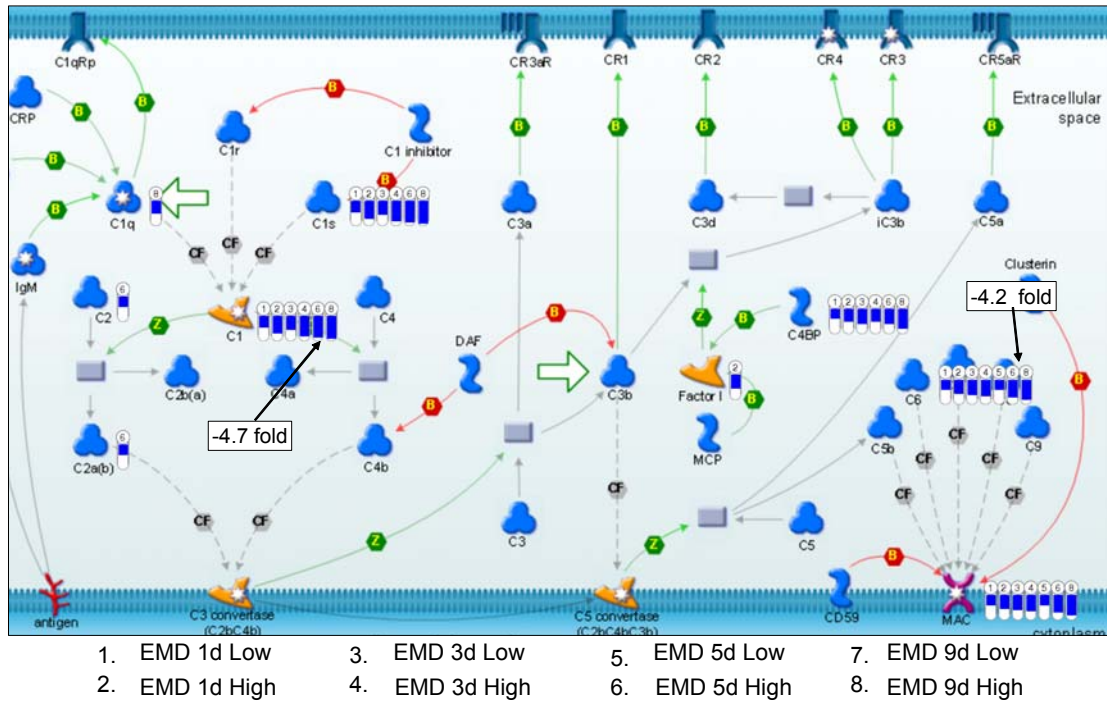 C1qRp
CR3aR
CR1
CR2
CR4
CR3
CR5aR
CRP
B
B
B
B
B
B
B
B
B
Extracellular
space
C1r
C1 inhibitor
B
B
8
C1q
C1s
1 2 3 4 6 8
C3a
C3d
iC3b
C5a
B
IgM
CF
CF
CF
Clusterin
-4.2 fold
6
C2
C1
1 2 3 4 6 8
C4
B
Z
B
C4BP
1 2 3 4 6 8
DAF
Z
C2b(a)
C4a
C3b
Factor I
2
B
C6
1 2 3 4 5 6 8
B
-4.7 fold
B
MCP
C5b
C9
6
C2a(b)
C4b
CF
CF
CF
CF
CF
CF
Z
C3
Z
C5
B
antigen
C3 convertase
(C2bC4b)
C5 convertase
(C2bC4bC3b)
CD59
MAC
1 2 3 4 5 6 8
cytoplasm
1. EMD 1d Low 3. EMD 3d Low 5. EMD 5d Low 7. EMD 9d Low
2. EMD 1d High 4. EMD 3d High 6. EMD 5d High 8. EMD 9d High